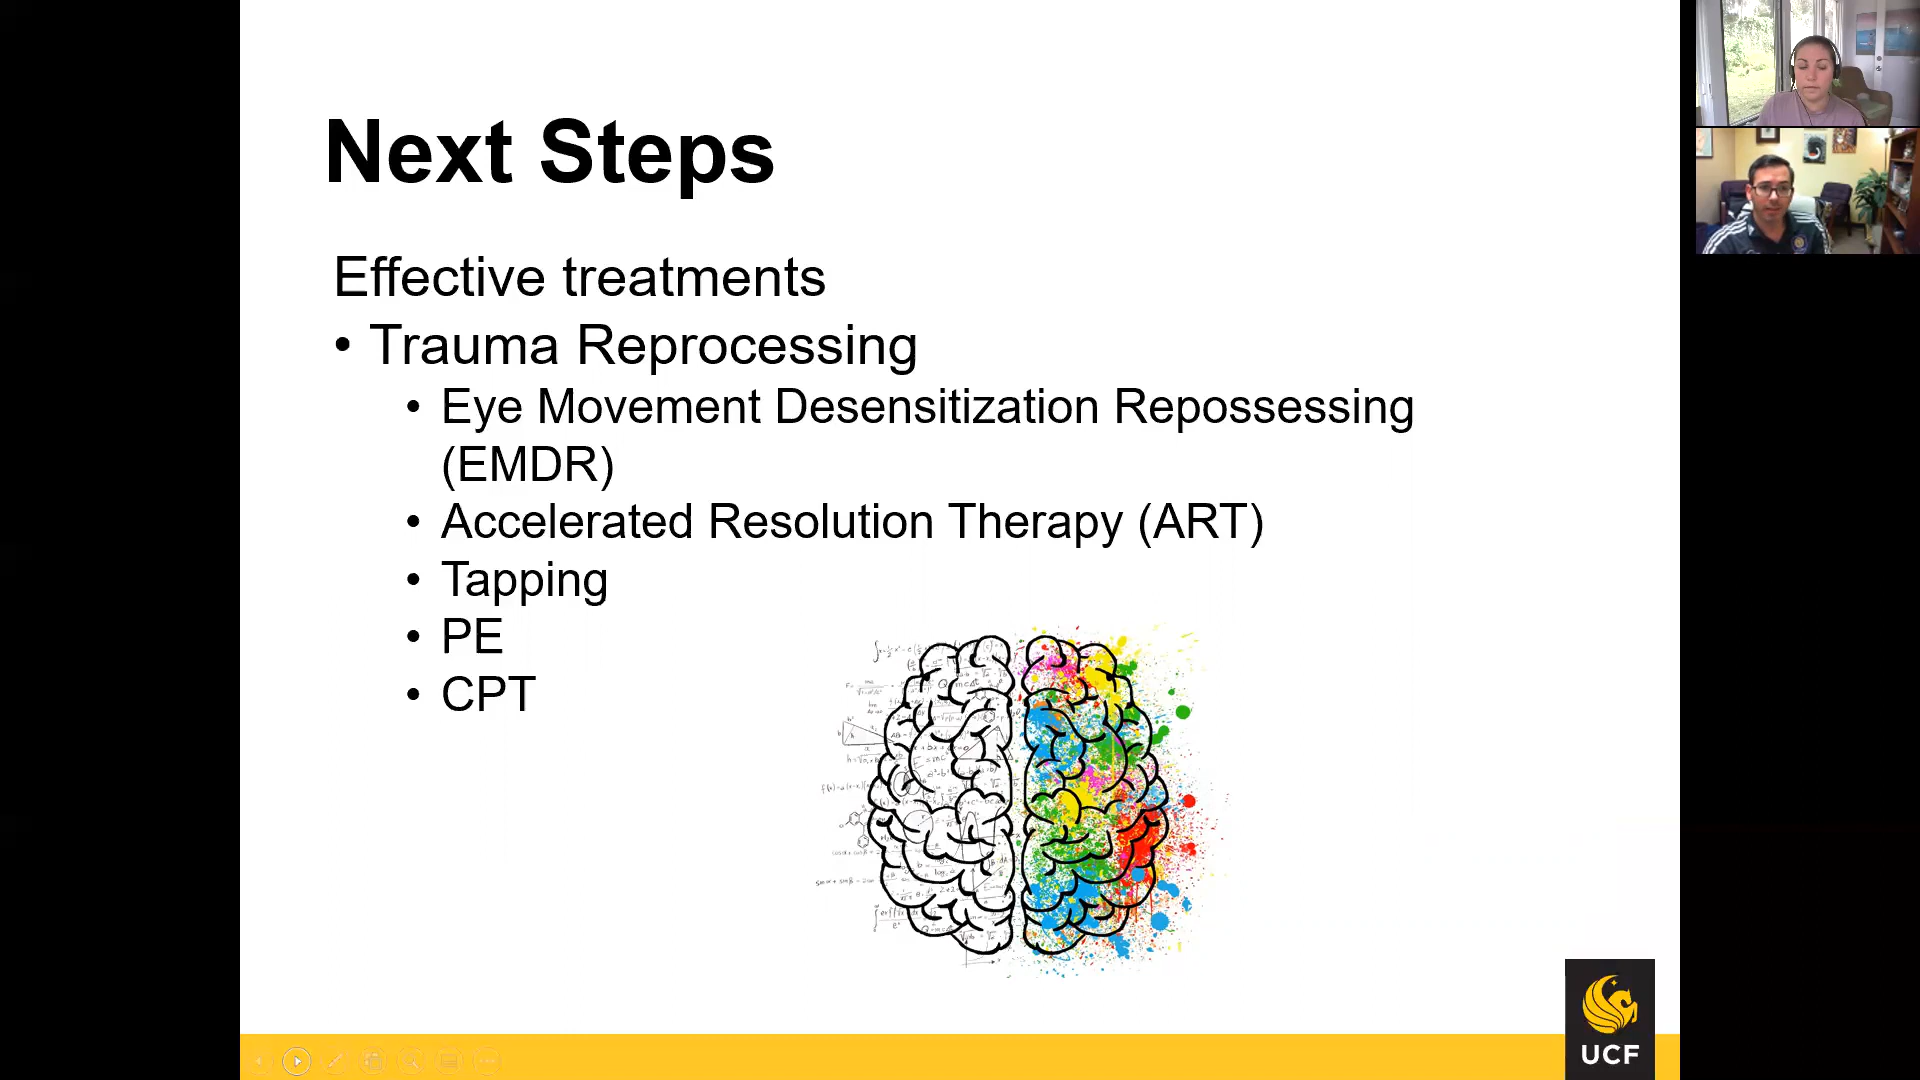 Next Steps
Effective treatments
• Trauma Reprocessing
• Eye Movement Desensitization Repossessing
(EMDR)
• Accelerated Resolution Therapy (ART)
• Tapping
• PE
• CPT
UCF